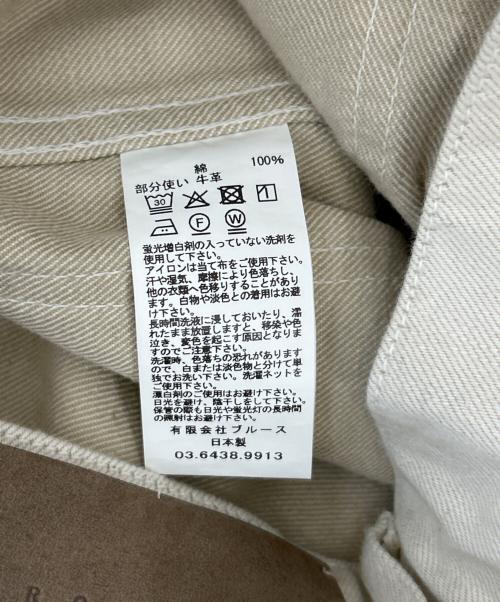 綿 100%
部分使い 牛革
30
F W
蛍光増白剤の入っていない洗剤を
使用して下さい。
アイロンは当て布をご使用下さい。
汗や湿気、摩擦により色落ちし、
他の衣類へ色移りすることがあり
ます。白物や淡色との着用はお避
け下さい。
長時間洗液に浸しておいたり、濡
れたまま放置しますと、移染や色
泣き、変色を起こす原因となりま
すのでご注意下さい。
洗濯時、色落ちの恐れがあります
ので、白または淡色物と分けて単
独でお洗い下さい。洗濯ネットを
ご使用下さい。
漂白剤のご使用はお避け下さい。
日光を避け、陰干しをして下さい。
保管の際も日光や蛍光灯の長時間
の照射はお避け下さい。
有限会社ブルース
日本製
03.6438.9913